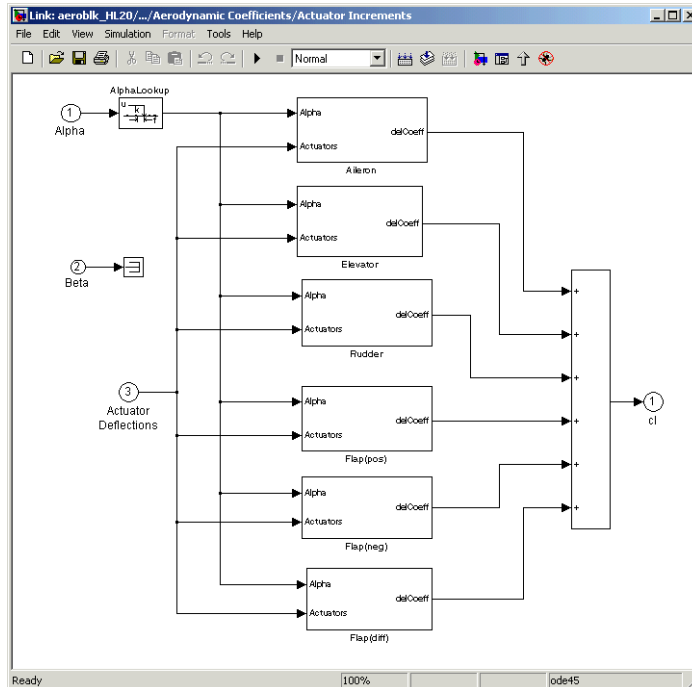 Link: aeroblk_HL20/.../Aerodynamic Coefficients/Actuator Increments
File Edit View Simulation Format Tools Help
Normal
AlphaLookup
1
Alpha
u
k
Alpha
Actuators
delCoeff
Aileron
Alpha
Actuators
delCoeff
Elevator
2
Beta
Alpha
Actuators
delCoeff
Rudder
3
Actuator
Deflections
Alpha
Actuators
delCoeff
Flap(pos)
Alpha
Actuators
delCoeff
Flap(neg)
Alpha
Actuators
delCoeff
Flap(diff)
+
+
+
+
+
+
1
cl
Ready 100% ode45